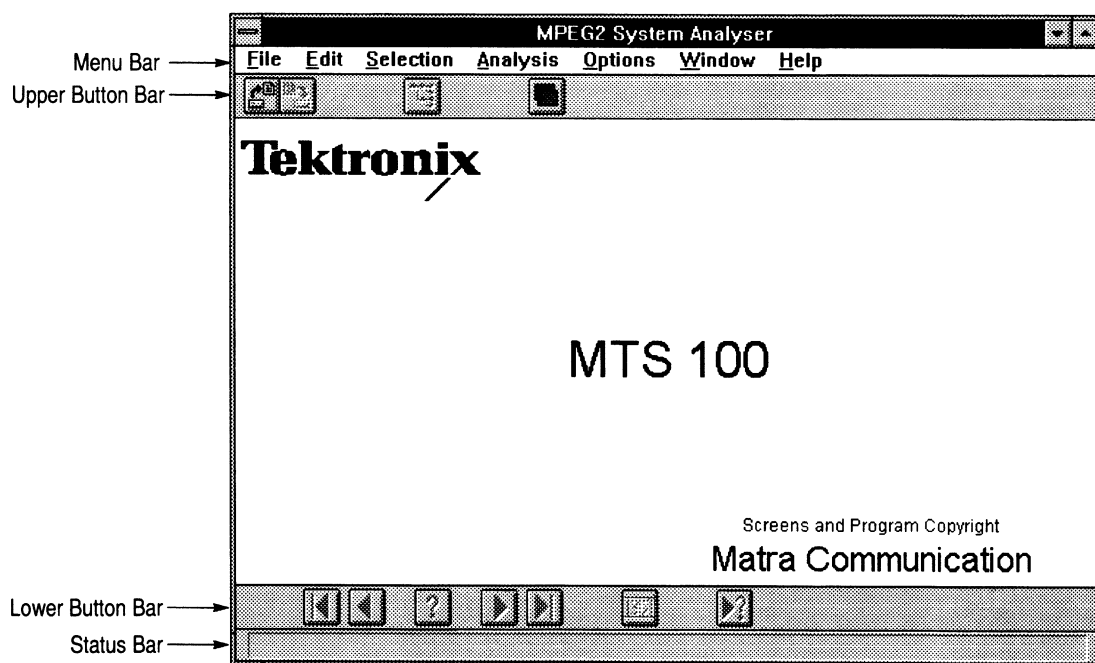 MPEG2 System Analyser
Menu Bar
File Edit Selection Analysis Options Window Help
Upper Button Bar
Tektronix
MTS 100
Screens and Program Copyright
Matra Communication
Lower Button Bar
?
?
Status Bar